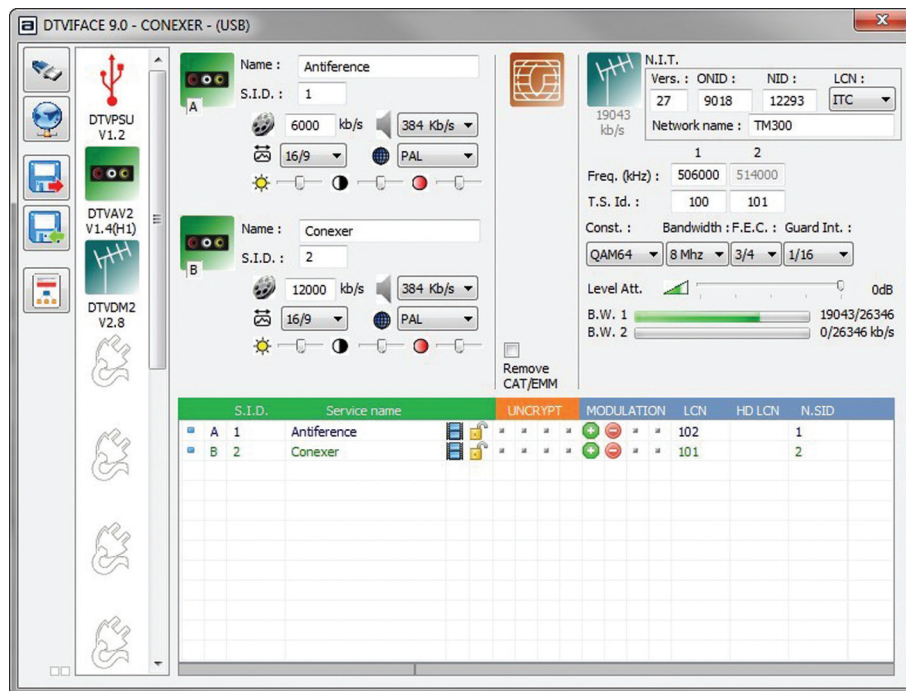 DTVIFACE 9.0 - CONEXER - (USB)
DTVPSU
V1.2
DTVAV2
V1.4(H1)
DTVDM2
V2.8
A
Name : Antiference
S.I.D. : 1
6000 kb/s 384 Kb/s
16/9 PAL
B
Name : Conexer
S.I.D. : 2
12000 kb/s 384 Kb/s
16/9 PAL
Remove
CAT/EMM
19043
kb/s
N.I.T.
Vers. : ONID : NID : LCN :
27 9018 12293 ITC
Network name : TM300
1 2
Freq. (kHz) : 506000 514000
T.S. Id. : 100 101
Const. : Bandwidth : F.E.C. : Guard Int. :
QAM64 8 Mhz 3/4 1/16
Level Att. 0dB
B.W. 1 19043/26346
B.W. 2 0/26346 kb/s
S.I.D. Service name UNCRYPT MODULATION LCN HD LCN N.SID
A 1 Antiference 102 1
B 2 Conexer 101 2